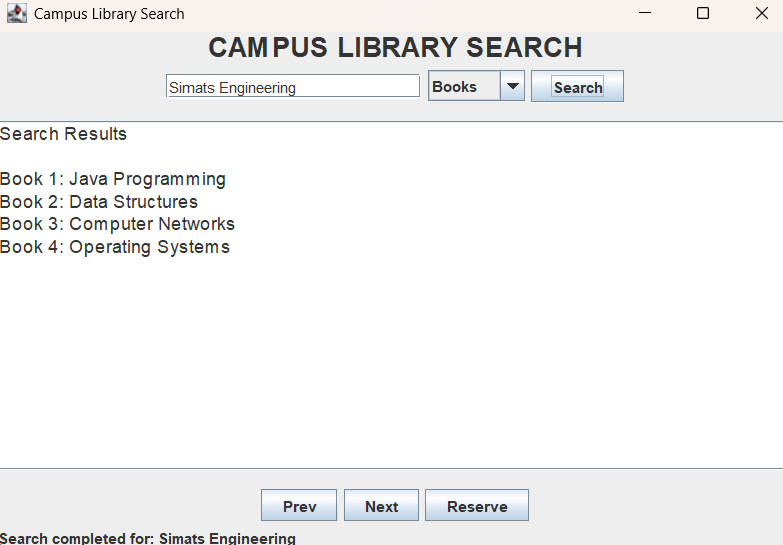 Campus Library Search
CAMPUS LIBRARY SEARCH
Simats Engineering Books Search
Search Results
Book 1: Java Programming
Book 2: Data Structures
Book 3: Computer Networks
Book 4: Operating Systems
Prev Next Reserve
Search completed for: Simats Engineering